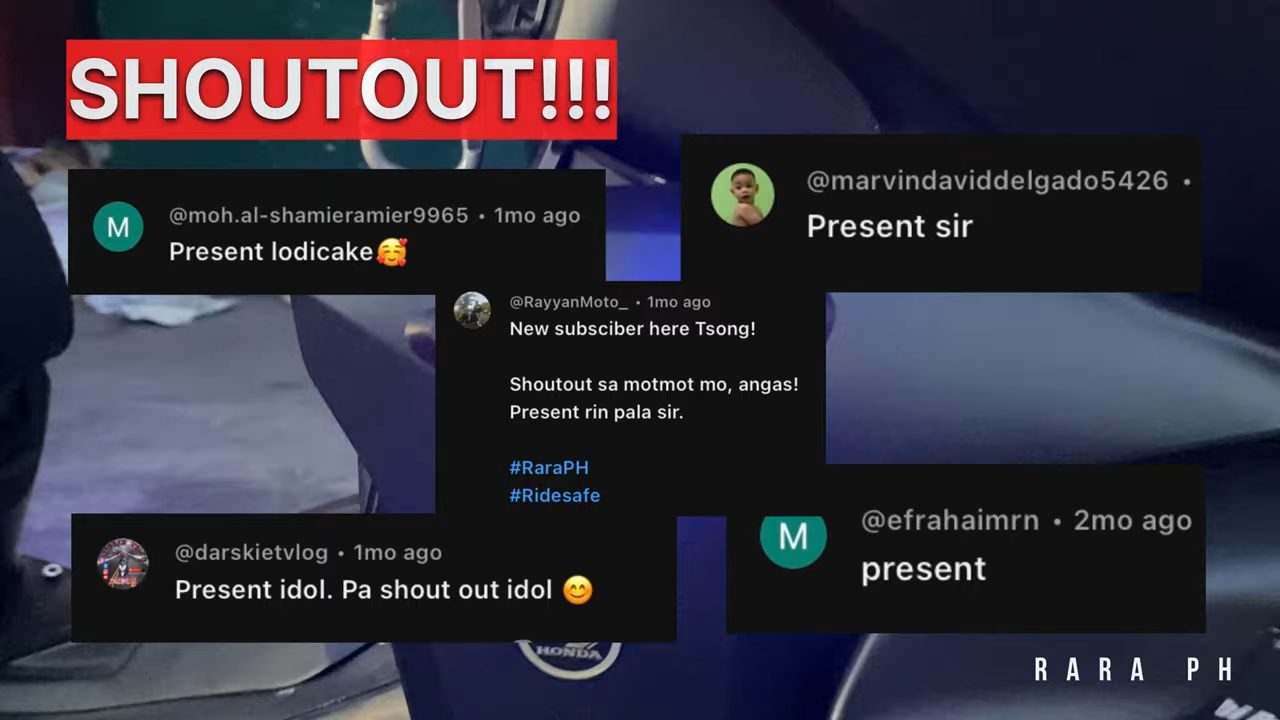 SHOUTOUT!!!
@moh.al-shamieramier9965 • 1mo ago
Present lodicake🥰
@marvindaviddelgado5426 •
Present sir
@RayyanMoto_ • 1mo ago
New subsciber here Tsong!
Shoutout sa motmot mo, angas!
Present rin pala sir.
#RaraPH
#Ridesafe
@darskietvlog • 1mo ago
Present idol. Pa shout out idol 😊
M
@efrahaimrn • 2mo ago
present
M
HONDA
RARA PH